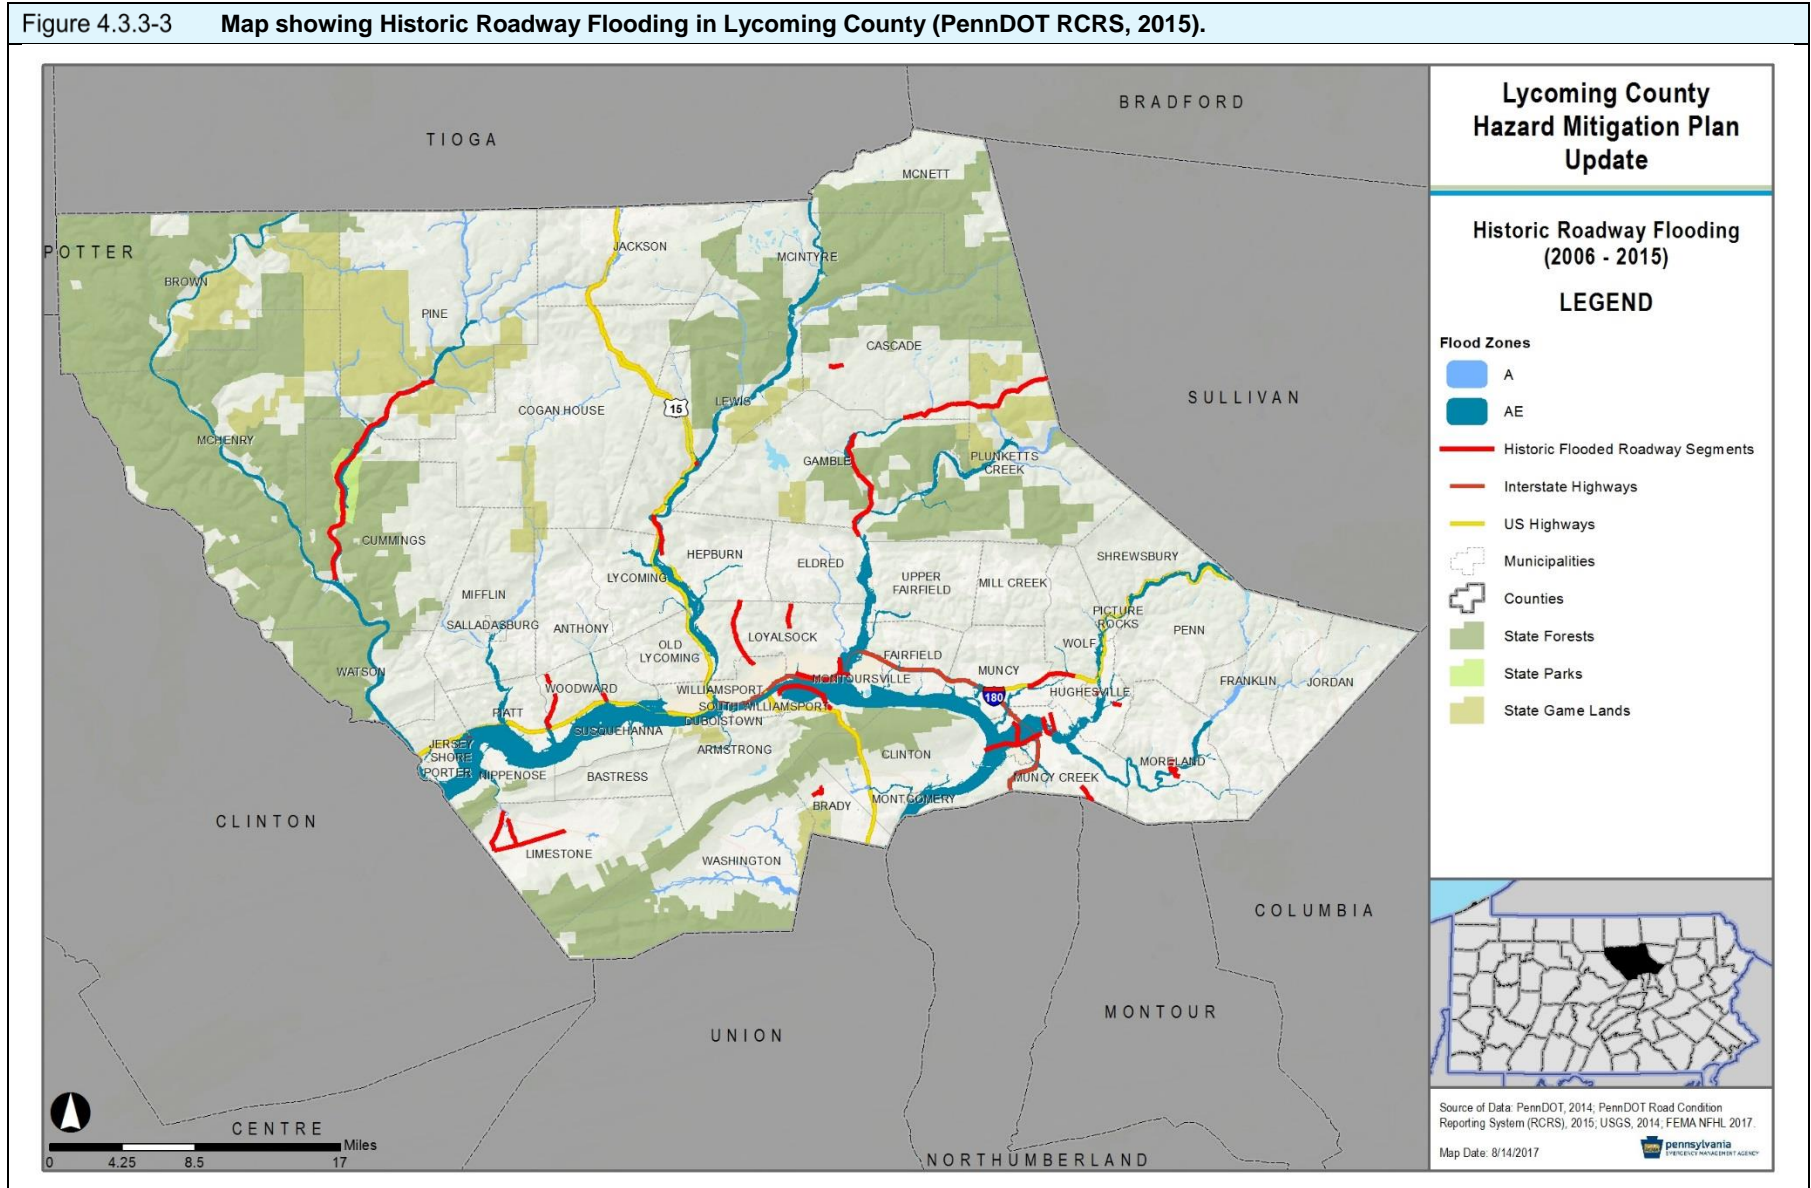 Figure 4.3.3-3 Map showing Historic Roadway Flooding in Lycoming County (PennDOT RCRS, 2015).
BRADFORD
TIOGA
MCNETT
POTTER
JACKSON
MCINTYRE
BROWN
PINE
CASCADE
SULLIVAN
15
LEWIS
COGAN HOUSE
MCHENRY
GAMBLE
PLUNKETTS
CREEK
CUMMINGS
HEPBURN
ELDRED
SHREWSBURY
LYCOMING
UPPER
FAIRFIELD
MILL CREEK
MIFFLIN
PICTURE
ROCKS
SALLADASBURG
ANTHONY
LOYALSOCK
PENN
OLD
LYCOMING
WOLF
FAIRFIELD
WATSON
MUNCY
MONTOURSVILLE
FRANKLIN
JORDAN
WOODWARD
WILLIAMSPORT
HUGHESVILLE
180
PIATT
SOUTH WILLIAMSPORT
DUBOISTOWN
SUSQUEHANNA
JERSEY
SHORE
ARMSTRONG
CLINTON
MORELAND
PORTER
NIPPENOSE
BASTRESS
MUNCY CREEK
BRADY
MONTGOMERY
CLINTON
LIMESTONE
WASHINGTON
COLUMBIA
MONTOUR
UNION
CENTRE
NORTHUMBERLAND
Miles
0 4.25 8.5 17
Lycoming County
Hazard Mitigation Plan
Update
Historic Roadway Flooding
(2006 - 2015)
LEGEND
Flood Zones
A
AE
Historic Flooded Roadway Segments
Interstate Highways
US Highways
Municipalities
Counties
State Forests
State Parks
State Game Lands
Source of Data: PennDOT, 2014; PennDOT Road Condition
Reporting System (RCRS), 2015; USGS, 2014; FEMA NFHL 2017.
Map Date: 8/14/2017
pennsylvania
EMERGENCY MANAGEMENT AGENCY